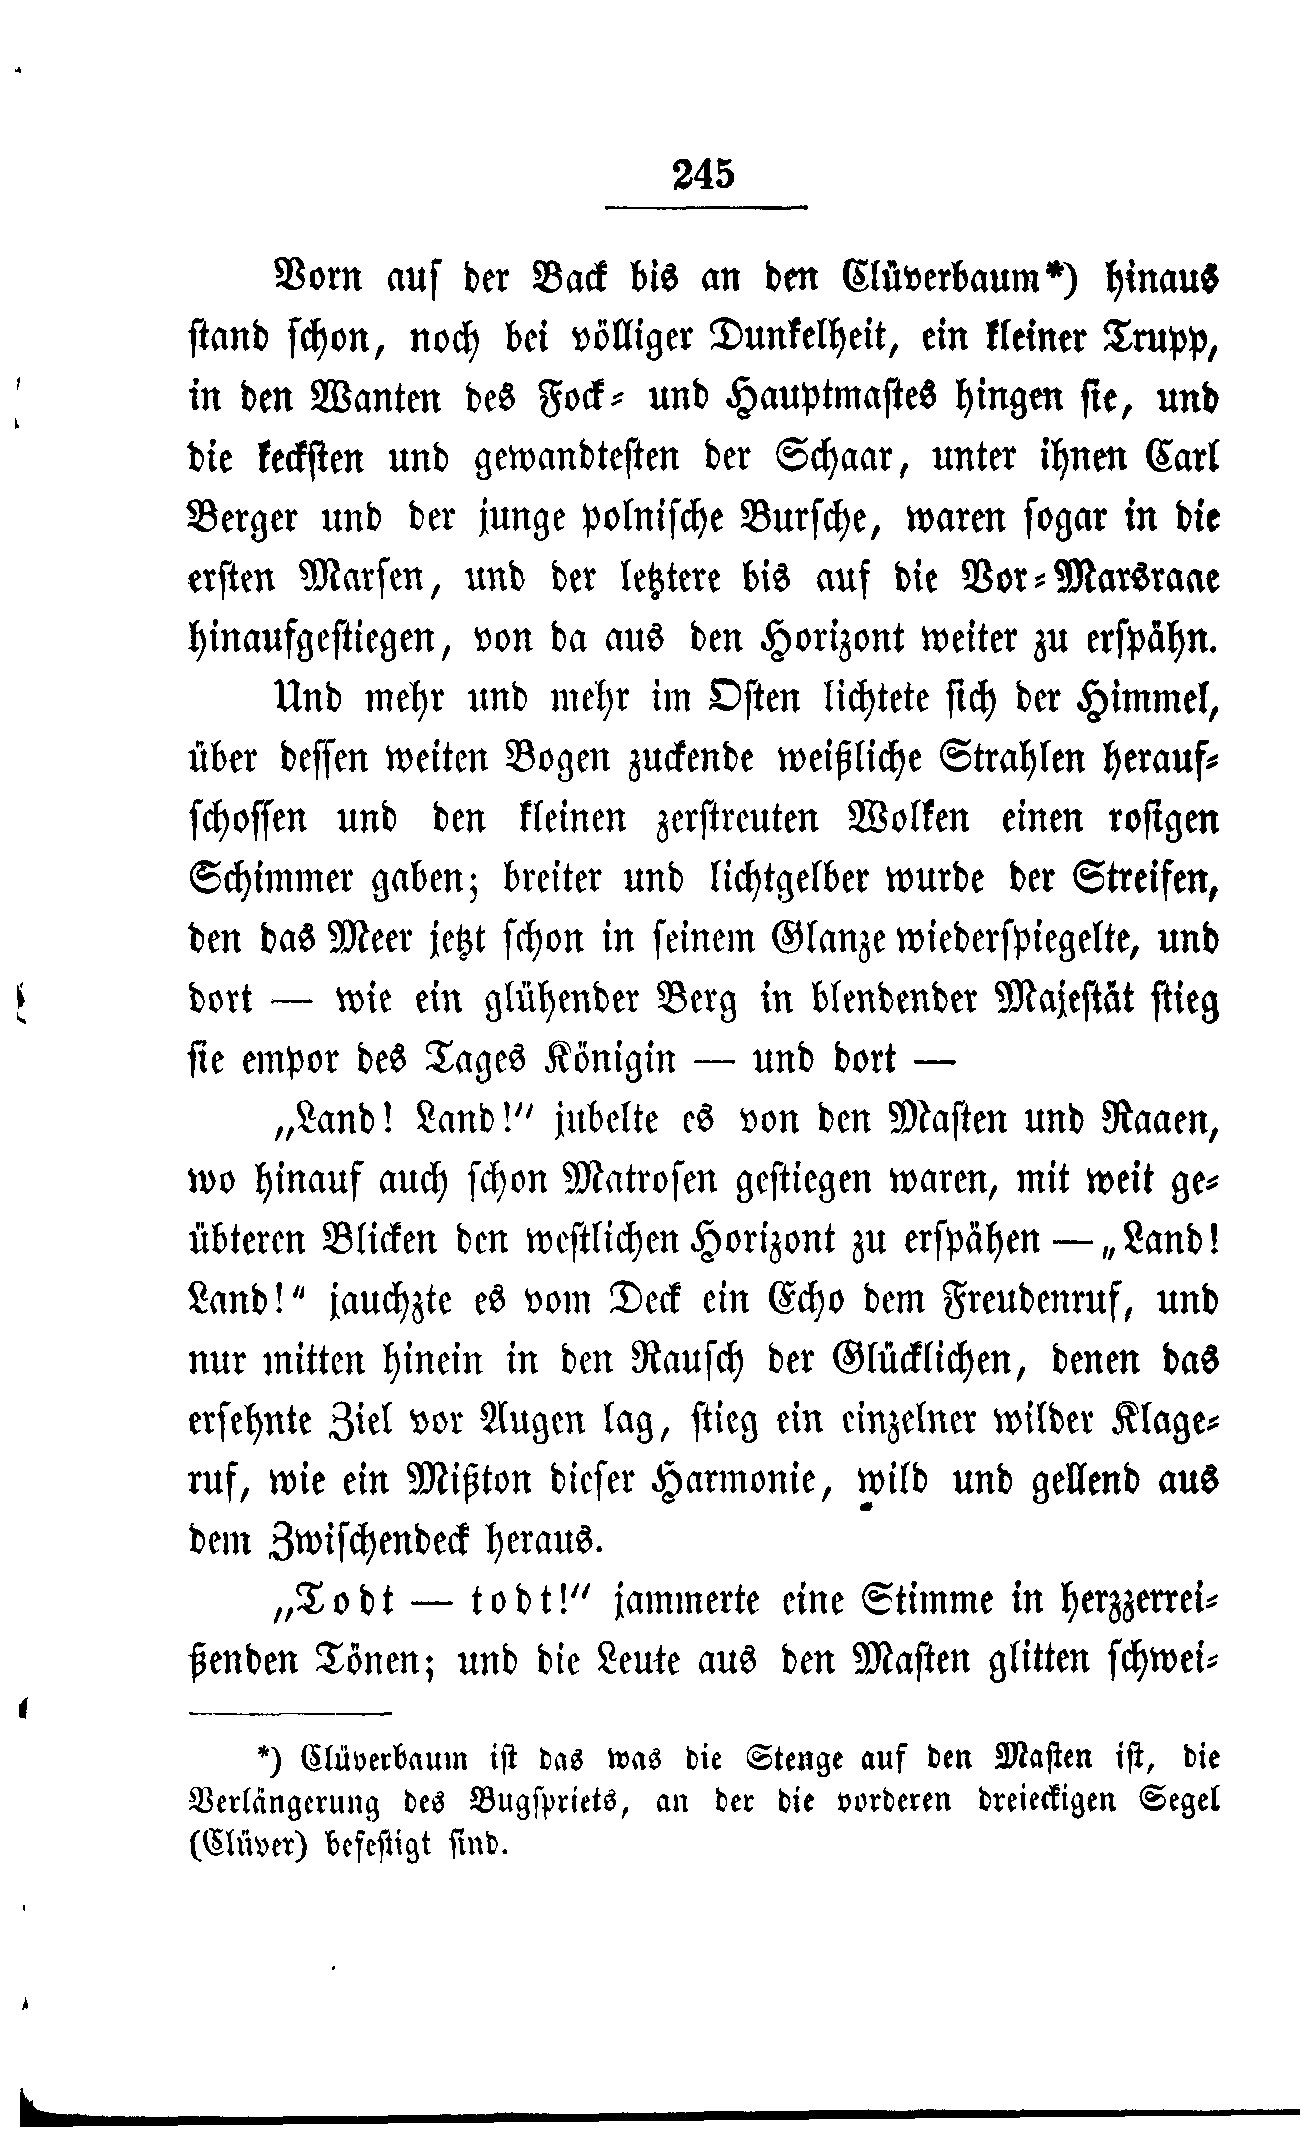 245
Vorn auf der Back bis an den Clüverbaum*) hinaus
stand schon, noch bei völliger Dunkelheit, ein kleiner Trupp,
in den Wanten des Fock- und Hauptmastes hingen sie, und
die kecksten und gewandtesten der Schaar, unter ihnen Carl
Berger und der junge polnische Bursche, waren sogar in die
ersten Marsen, und der letztere bis auf die Vor-Marsraae
hinaufgestiegen, von da aus den Horizont weiter zu erspähn.
Und mehr und mehr im Osten lichtete sich der Himmel,
über dessen weiten Bogen zuckende weißliche Strahlen herauf-
schossen und den kleinen zerstreuten Wolken einen rosigen
Schimmer gaben; breiter und lichtgelber wurde der Streifen,
den das Meer jetzt schon in seinem Glanze wiederspiegelte, und
dort — wie ein glühender Berg in blendender Majestät stieg
sie empor des Tages Königin — und dort —
„Land! Land!“ jubelte es von den Masten und Raaen,
wo hinauf auch schon Matrosen gestiegen waren, mit weit ge-
übteren Blicken den westlichen Horizont zu erspähen — „Land!
Land!“ jauchzte es vom Deck ein Echo dem Freudenruf, und
nur mitten hinein in den Rausch der Glücklichen, denen das
ersehnte Ziel vor Augen lag, stieg ein einzelner wilder Klage-
ruf, wie ein Mißton dieser Harmonie, wild und gellend aus
dem Zwischendeck heraus.
„Todt — todt!“ jammerte eine Stimme in herzzerrei-
ßenden Tönen; und die Leute aus den Masten glitten schwei-
*) Clüverbaum ist das was die Stenge auf den Masten ist, die
Verlängerung des Bugspriets, an der die vorderen dreieckigen Segel
(Clüver) befestigt sind.